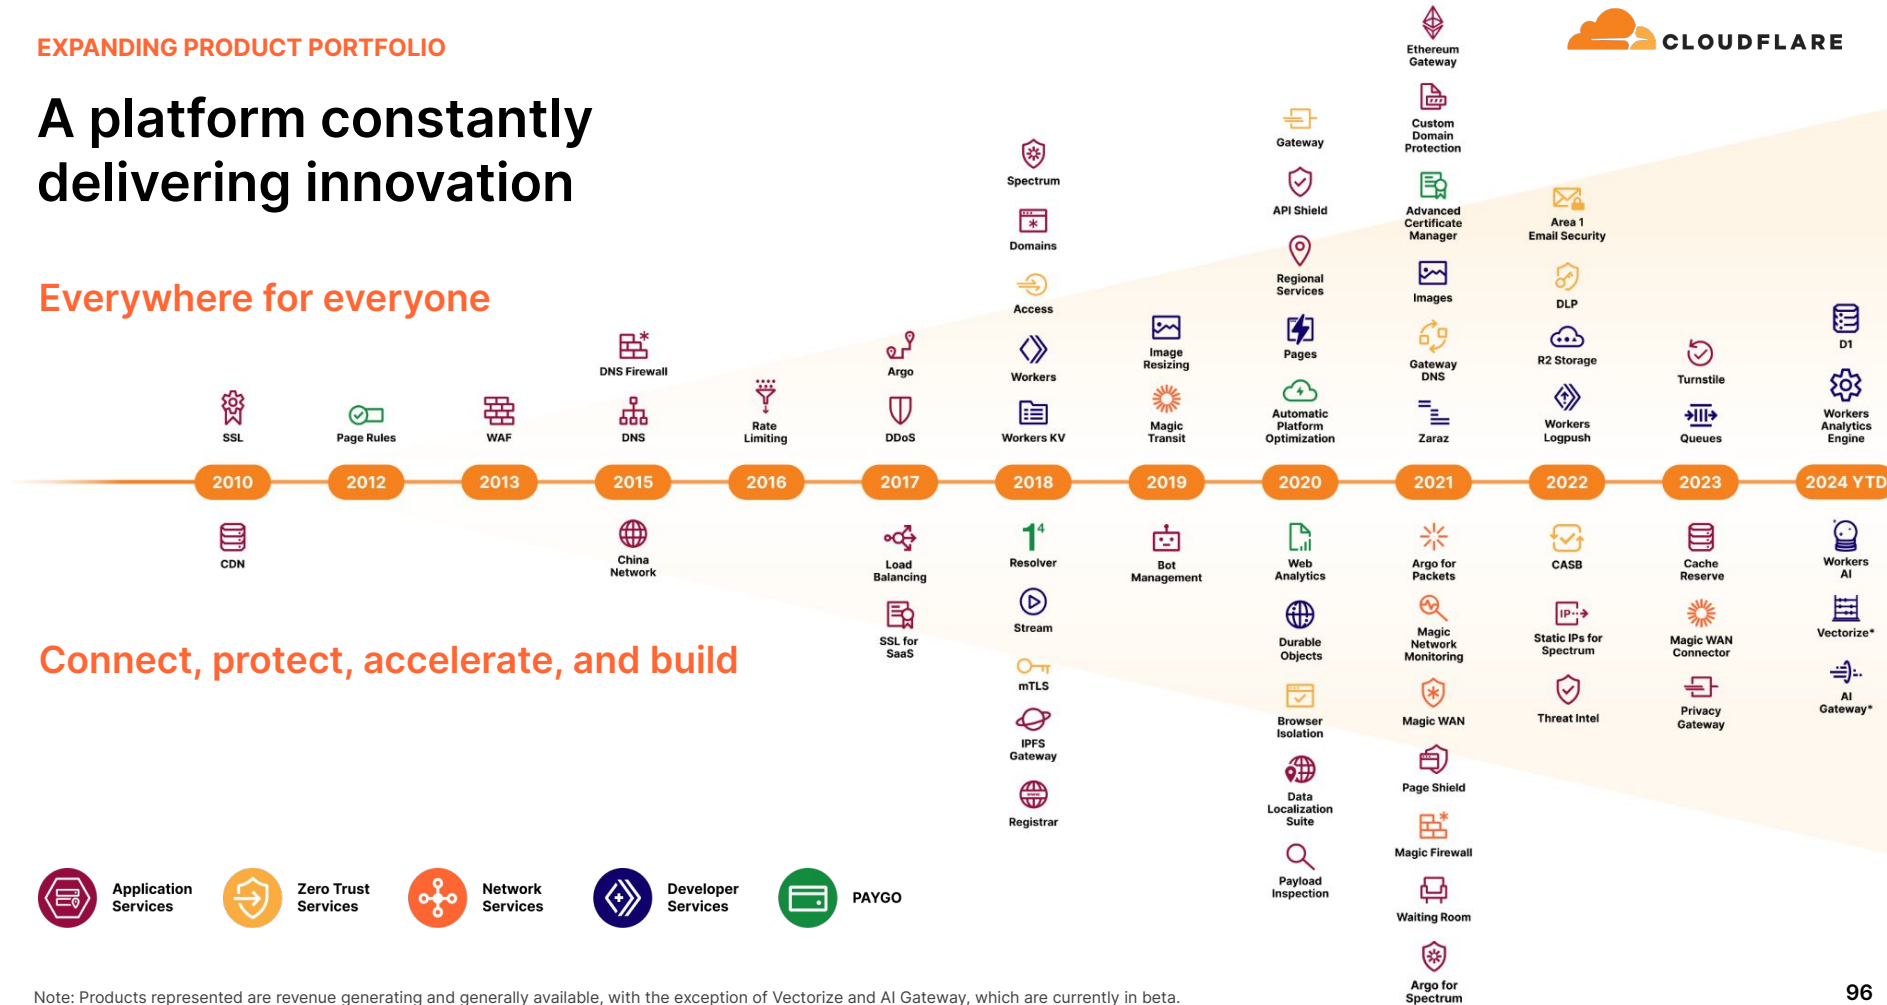 EXPANDING PRODUCT PORTFOLIO
CLOUDFLARE
A platform constantly
delivering innovation
Everywhere for everyone
SSL
Page Rules
WAF
DNS Firewall
DNS
Rate
Limiting
Argo
DDoS
Spectrum
Domains
Access
Workers
Workers KV
Image
Resizing
Magic
Transit
Gateway
API Shield
Regional
Services
Pages
Automatic
Platform
Optimization
Ethereum
Gateway
Custom
Domain
Protection
Advanced
Certificate
Manager
Images
Gateway
DNS
Zaraz
Area 1
Email Security
DLP
R2 Storage
Workers
Logpush
Turnstile
Queues
D1
Workers
Analytics
Engine
2010
2012
2013
2015
2016
2017
2018
2019
2020
2021
2022
2023
2024 YTD
CDN
China
Network
Load
Balancing
SSL for
SaaS
1⁴
Resolver
Stream
mTLS
IPFS
Gateway
www
Registrar
Bot
Management
Web
Analytics
Durable
Objects
Browser
Isolation
Data
Localization
Suite
Payload
Inspection
Argo for
Packets
Magic
Network
Monitoring
Magic WAN
Page Shield
Magic Firewall
Waiting Room
Argo for
Spectrum
CASB
IP
Static IPs for
Spectrum
Threat Intel
Cache
Reserve
Magic WAN
Connector
Privacy
Gateway
Workers
AI
Vectorize*
AI
Gateway*
Connect, protect, accelerate, and build
Application
Services
Zero Trust
Services
Network
Services
Developer
Services
PAYGO
Note: Products represented are revenue generating and generally available, with the exception of Vectorize and AI Gateway, which are currently in beta.
96